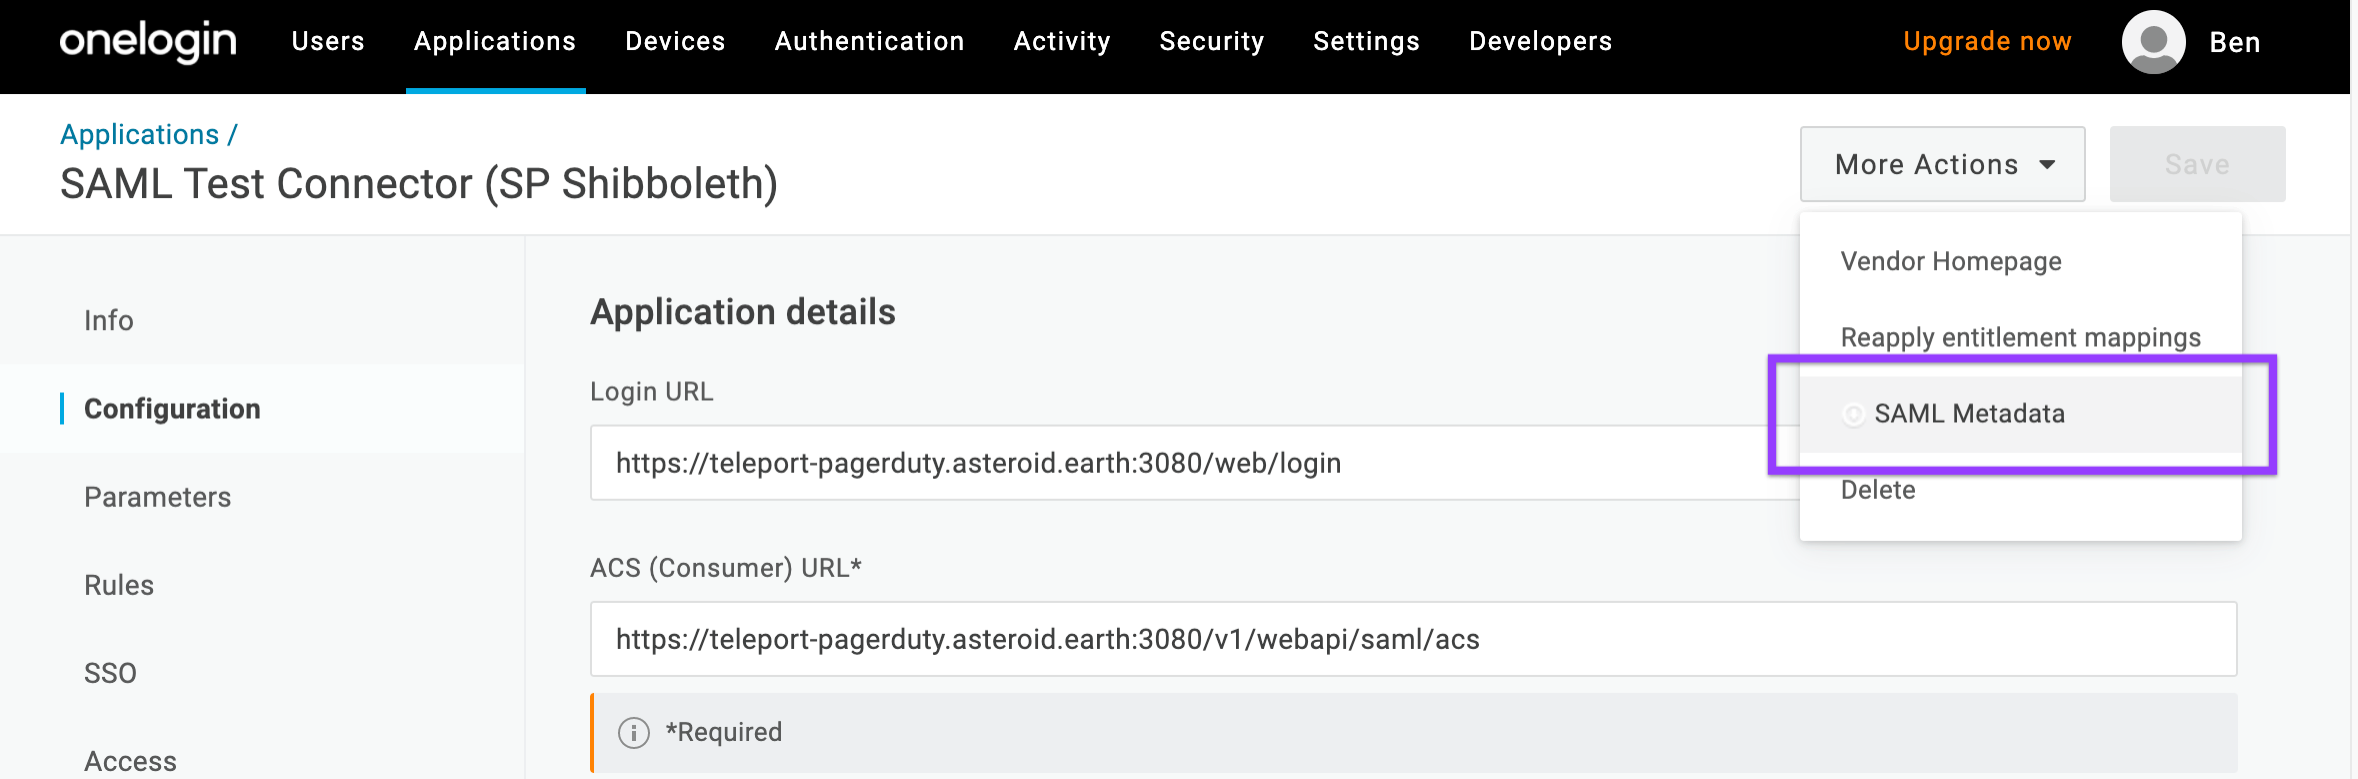 onelogin Users Applications Devices Authentication Activity Security Settings Developers Upgrade now Ben
Applications /
SAML Test Connector (SP Shibboleth)
More Actions
Save
Vendor Homepage
Reapply entitlement mappings
SAML Metadata
Delete
Info
Configuration
Parameters
Rules
SSO
Access
Application details
Login URL
https://teleport-pagerduty.asteroid.earth:3080/web/login
ACS (Consumer) URL*
https://teleport-pagerduty.asteroid.earth:3080/v1/webapi/saml/acs
*Required